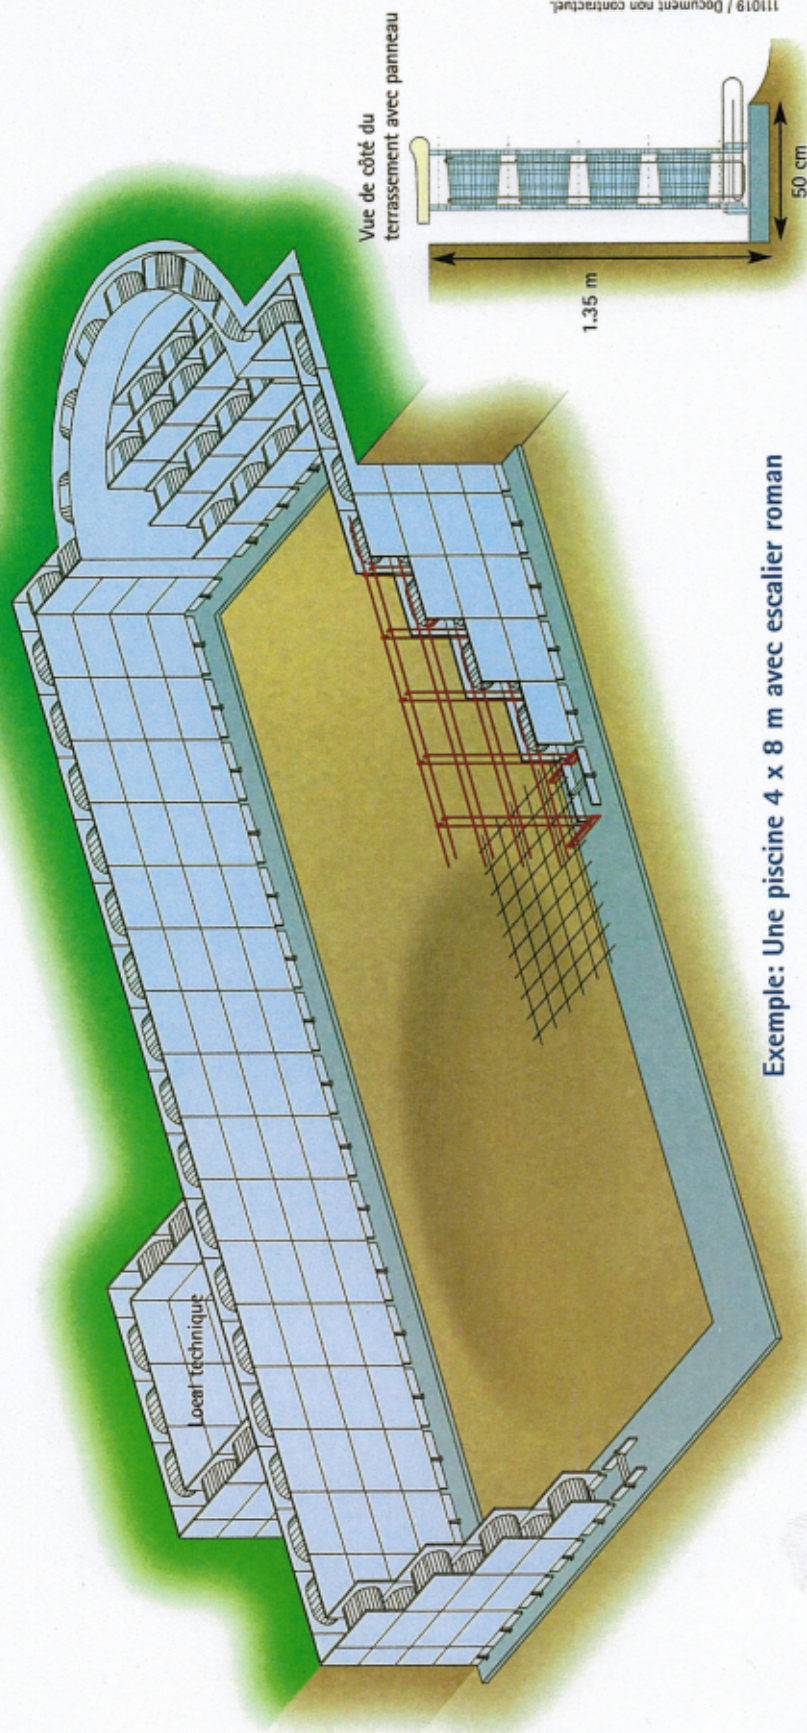 111019 / Document non contractuel.
Vue de côté du
terrassement avec panneau
1.35 m
50 cm
Local technique
Exemple: Une piscine 4 x 8 m avec escalier roman